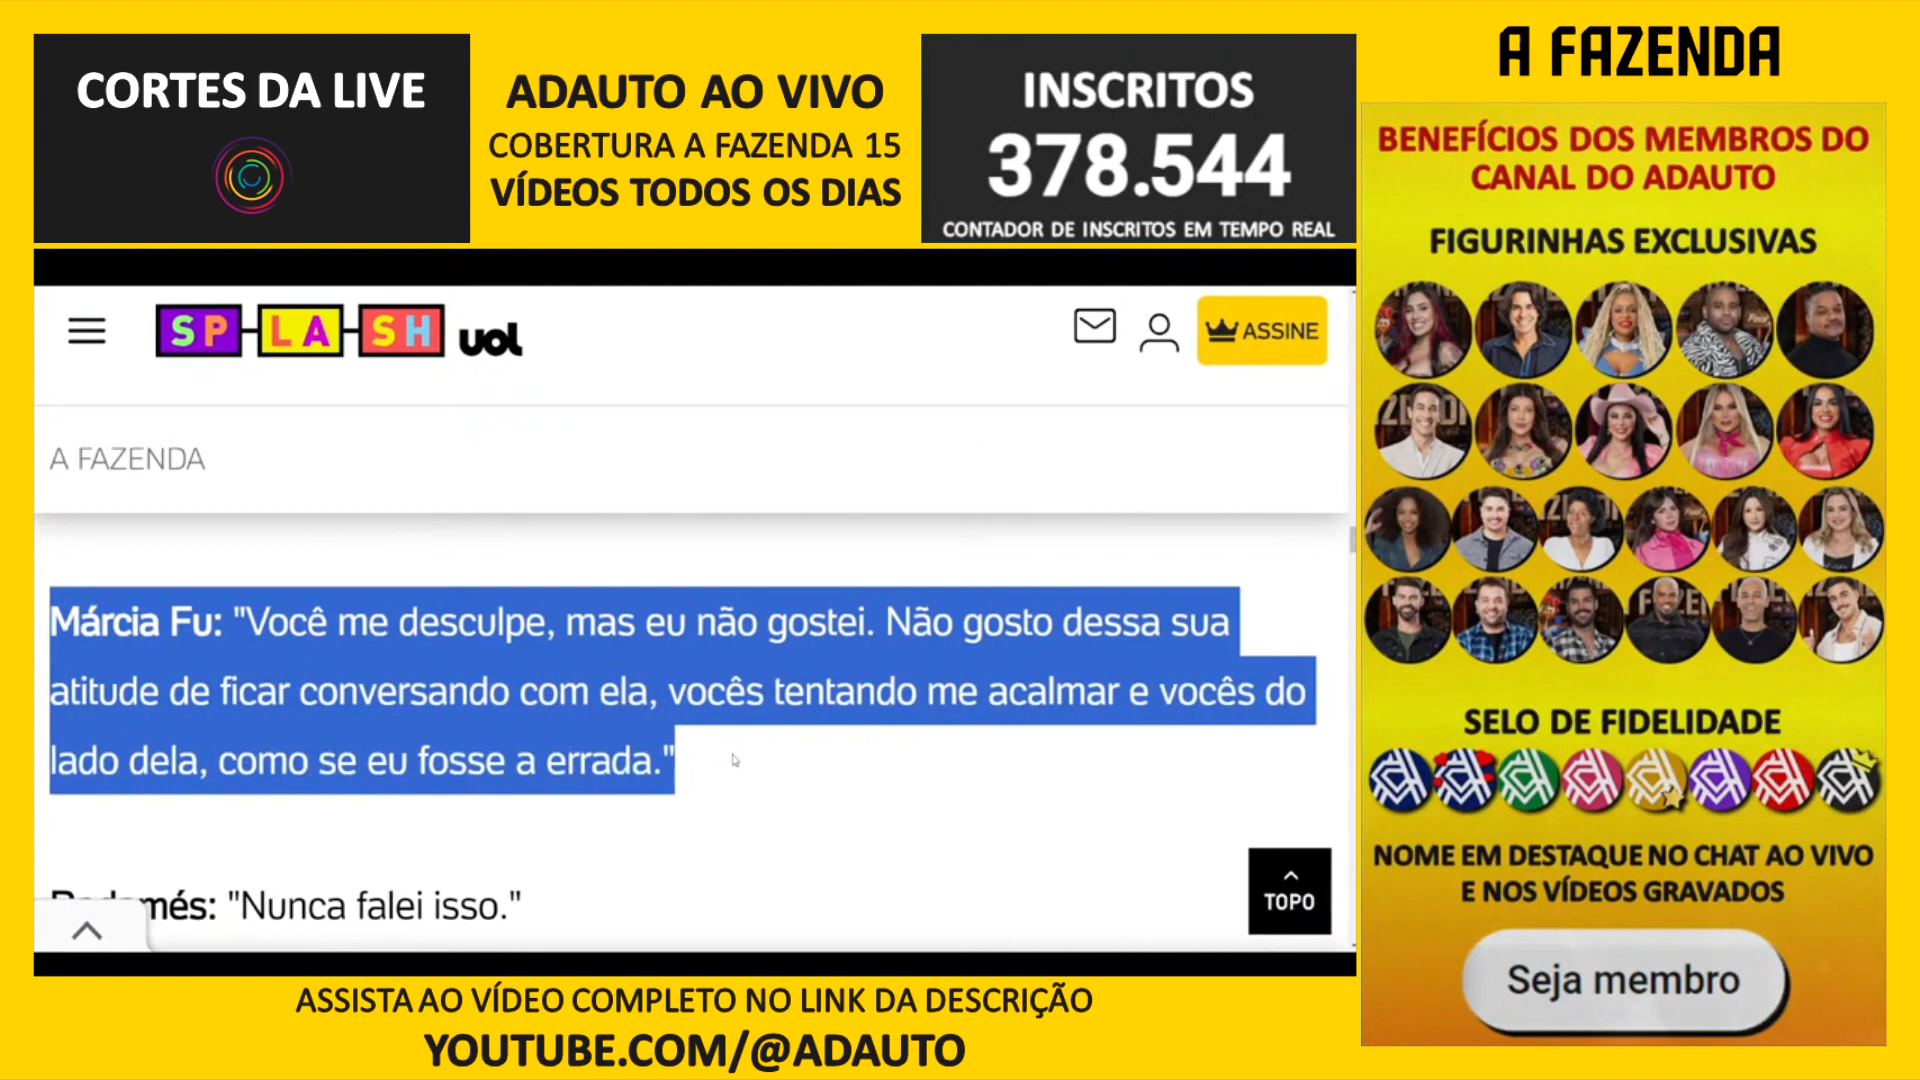 CORTES DA LIVE
ADAUTO AO VIVO
COBERTURA A FAZENDA 15
VÍDEOS TODOS OS DIAS
INSCRITOS
378.544
CONTADOR DE INSCRITOS EM TEMPO REAL
A FAZENDA
SPLASH uol
ASSINE
A FAZENDA
Márcia Fu: "Você me desculpe, mas eu não gostei. Não gosto dessa sua
atitude de ficar conversando com ela, vocês tentando me acalmar e vocês do
lado dela, como se eu fosse a errada."
més: "Nunca falei isso."
TOPO
ASSISTA AO VÍDEO COMPLETO NO LINK DA DESCRIÇÃO
YOUTUBE.COM/@ADAUTO
BENEFÍCIOS DOS MEMBROS DO
CANAL DO ADAUTO
FIGURINHAS EXCLUSIVAS
SELO DE FIDELIDADE
NOME EM DESTAQUE NO CHAT AO VIVO
E NOS VÍDEOS GRAVADOS
Seja membro